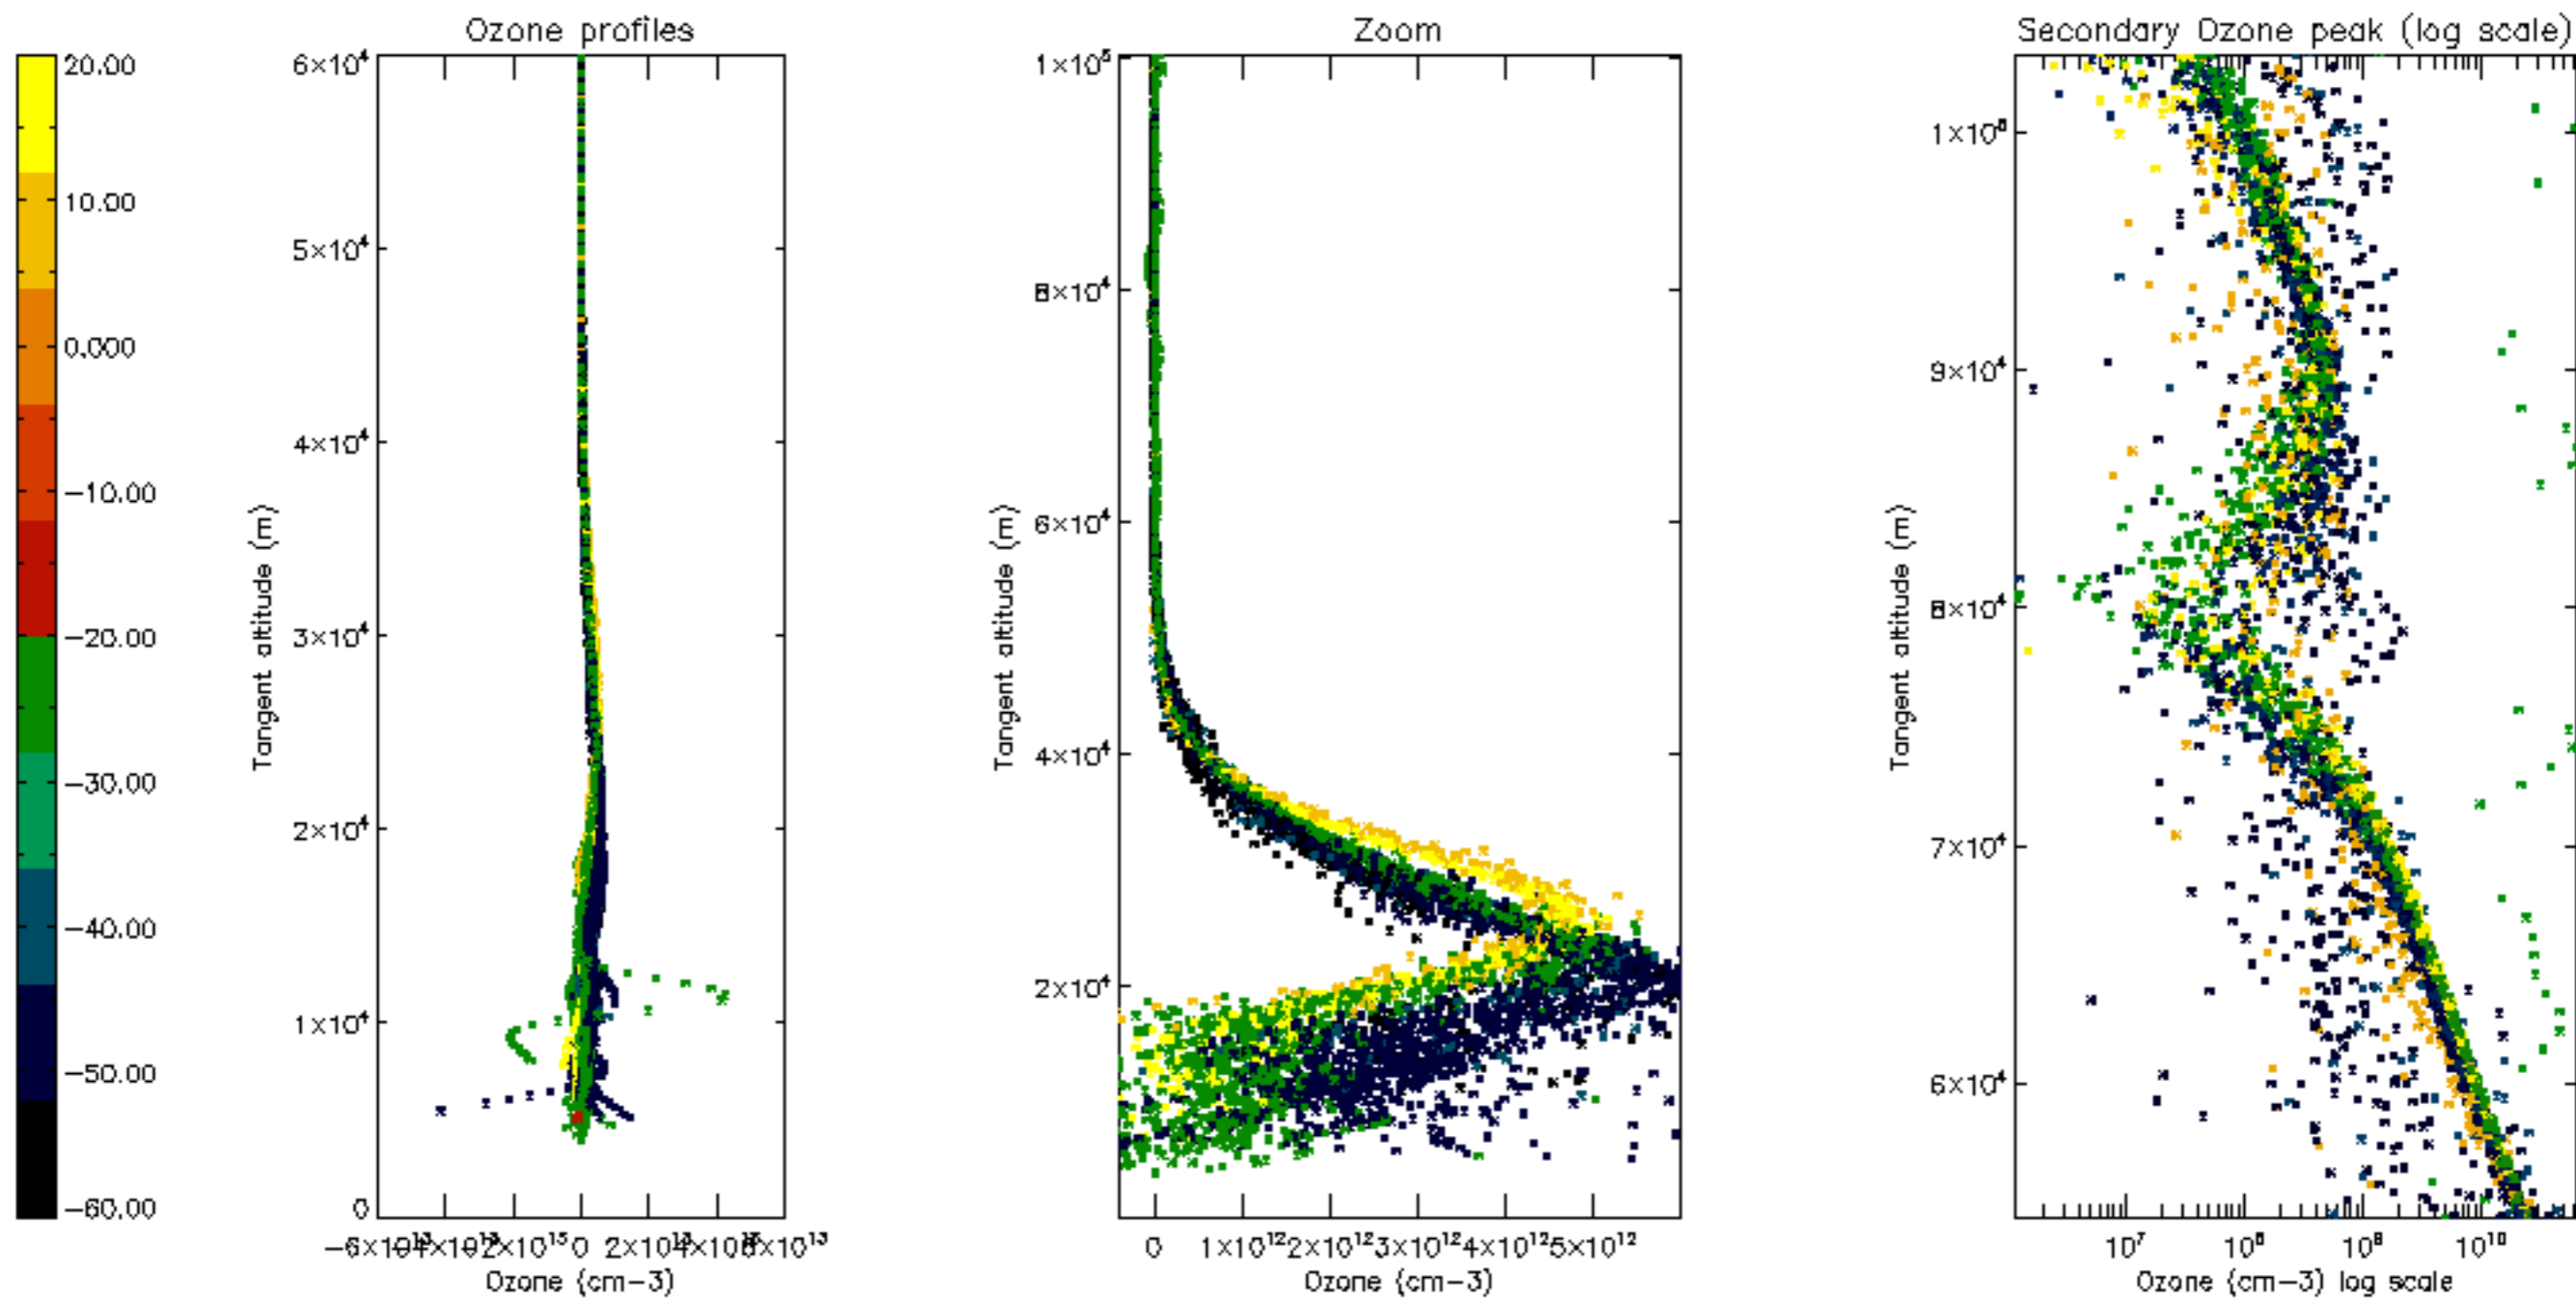 Ozone profiles
Zoom
Secondary Ozone peak (log scale)
20.00
10.00
0.000
−10.00
−20.00
−30.00
−40.00
−50.00
−60.00
6×10⁴
5×10⁴
4×10⁴
3×10⁴
2×10⁴
1×10⁴
0
Tangent altitude (m)
0 2×10¹³
Ozone (cm−3)
1×10⁵
8×10⁴
6×10⁴
4×10⁴
2×10⁴
Tangent altitude (m)
0 1×10¹² 2×10¹² 3×10¹² 4×10¹² 5×10¹²
Ozone (cm−3)
9×10⁴
8×10⁴
7×10⁴
6×10⁴
Tangent altitude (m)
10⁷ 10⁸ 10⁹ 10¹⁰
Ozone (cm−3) log scale